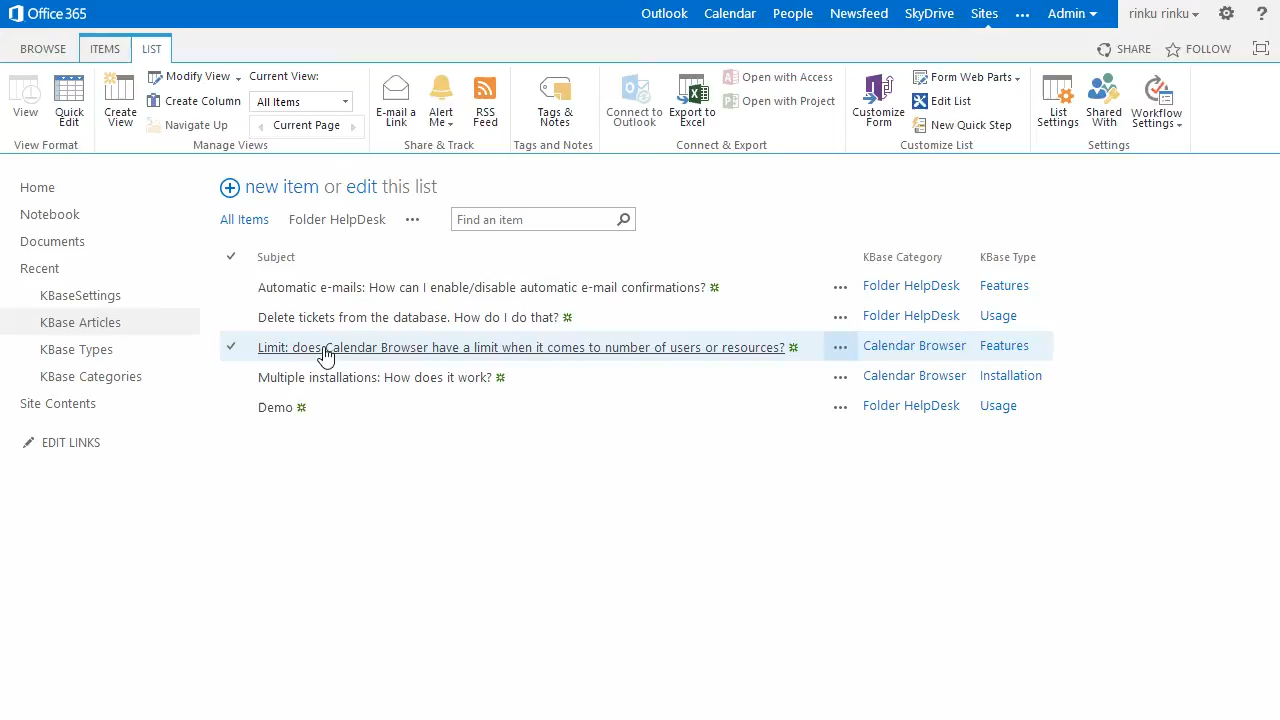 Office 365 Outlook Calendar People Newsfeed SkyDrive Sites ... Admin rinku rinku ?
BROWSE ITEMS LIST SHARE FOLLOW
View
Quick Edit
View Format
Create View
Modify View
Create Column
Navigate Up
Current View:
All Items
Current Page
Manage Views
E-mail a Link
Alert Me
RSS Feed
Share & Track
Tags & Notes
Tags and Notes
Connect to Outlook
Export to Excel
Open with Access
Open with Project
Connect & Export
Customize Form
Form Web Parts
Edit List
New Quick Step
Customize List
List Settings
Shared With
Workflow Settings
Settings
Home
Notebook
Documents
Recent
KBaseSettings
KBase Articles
KBase Types
KBase Categories
Site Contents
EDIT LINKS
new item or edit this list
All Items Folder HelpDesk ... Find an item
Subject KBase Category KBase Type
Automatic e-mails: How can I enable/disable automatic e-mail confirmations? ... Folder HelpDesk Features
Delete tickets from the database. How do I do that? ... Folder HelpDesk Usage
Limit: does Calendar Browser have a limit when it comes to number of users or resources? ... Calendar Browser Features
Multiple installations: How does it work? ... Calendar Browser Installation
Demo ... Folder HelpDesk Usage